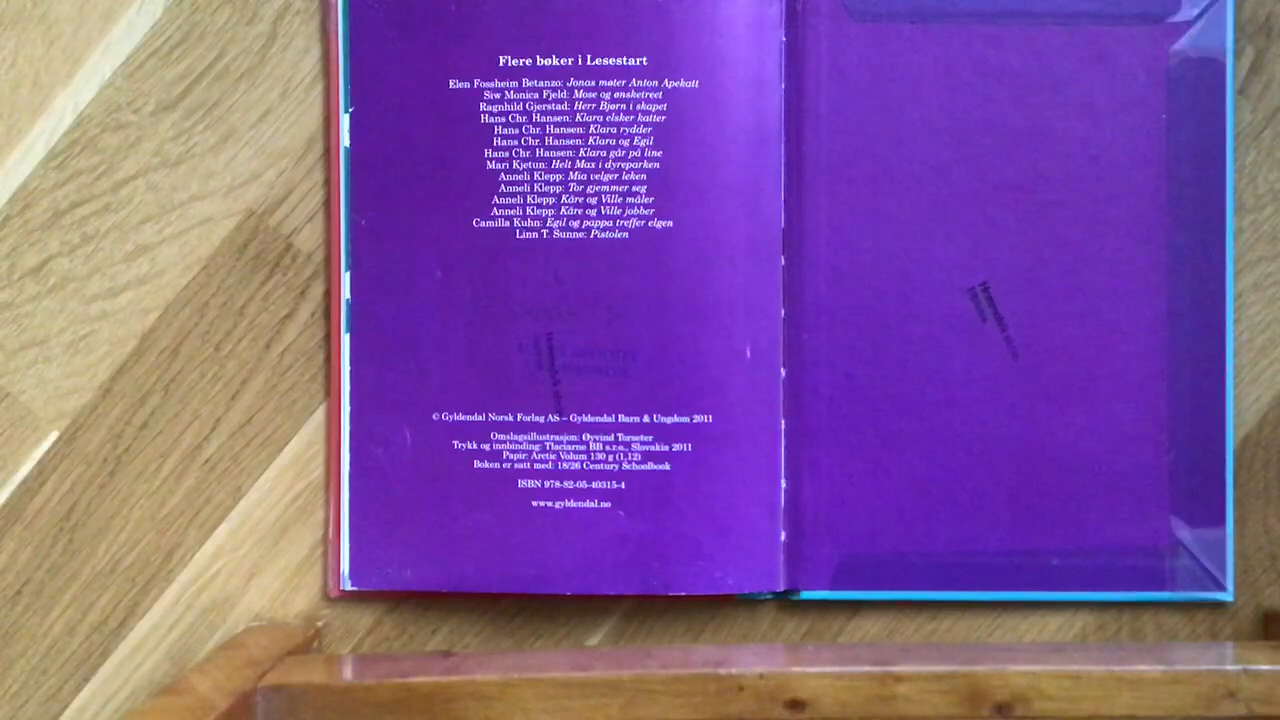 Flere bøker i Lesestart
Elen Fossheim Betanzo: Jonas møter Anton Apekatt
Siw Monica Fjeld: Mose og ønsketreet
Ragnhild Gjerstad: Herr Bjørn i skapet
Hans Chr. Hansen: Klara elsker katter
Hans Chr. Hansen: Klara rydder
Hans Chr. Hansen: Klara og Egil
Hans Chr. Hansen: Klara går på line
Mari Kjetun: Helt Max i dyreparken
Anneli Klepp: Mia velger leken
Anneli Klepp: Tor gjemmer seg
Anneli Klepp: Kåre og Ville måler
Anneli Klepp: Kåre og Ville jobber
Camilla Kuhn: Egil og pappa treffer elgen
Linn T. Sunne: Pistolen
© Gyldendal Norsk Forlag AS – Gyldendal Barn & Ungdom 2011
Omslagsillustrasjon: Øyvind Torseter
Trykk og innbinding: Tlaciarne BB s.r.o., Slovakia 2011
Papir: Arctic Volum 130 g (1,12)
Boken er satt med: 18/26 Century Schoolbook
ISBN 978-82-05-40315-4
www.gyldendal.no